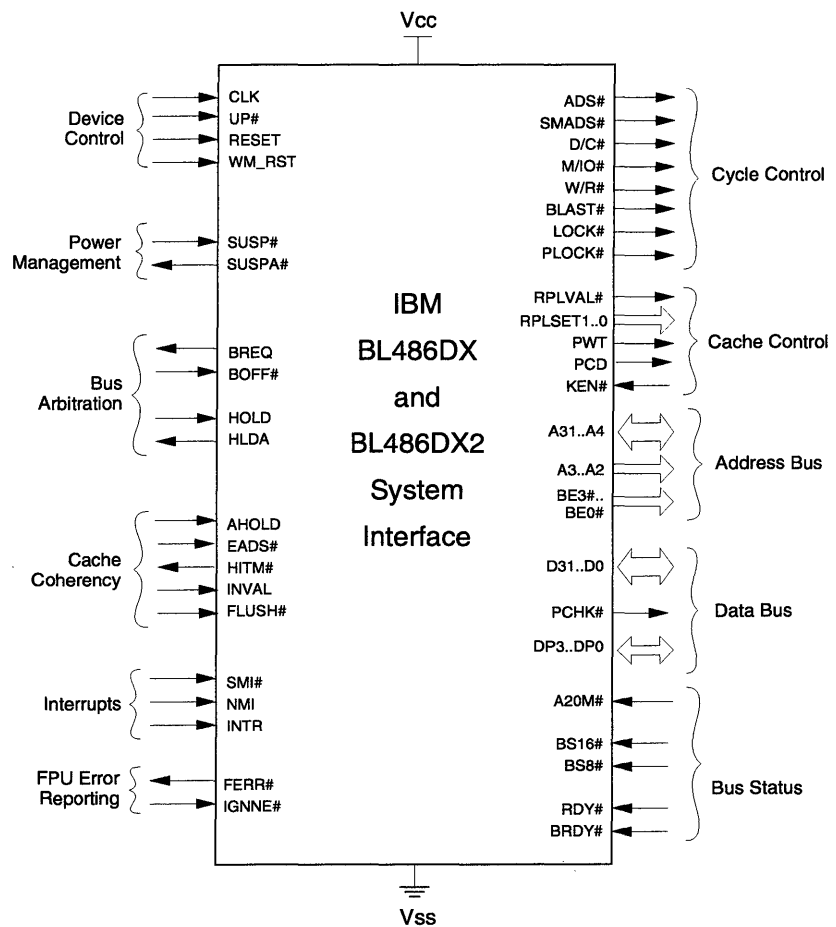 Vcc
Device
Control
CLK
UP#
RESET
WM_RST
Power
Management
SUSP#
SUSPA#
Bus
Arbitration
BREQ
BOFF#
HOLD
HLDA
Cache
Coherency
AHOLD
EADS#
HITM#
INVAL
FLUSH#
Interrupts
SMI#
NMI
INTR
FPU Error
Reporting
FERR#
IGNNE#
IBM
BL486DX
and
BL486DX2
System
Interface
ADS#
SMADS#
D/C#
M/IO#
W/R#
BLAST#
LOCK#
PLOCK#
Cycle Control
RPLVAL#
RPLSET1..0
PWT
PCD
KEN#
Cache Control
A31..A4
A3..A2
BE3#..
BE0#
Address Bus
D31..D0
PCHK#
DP3..DP0
Data Bus
A20M#
BS16#
BS8#
RDY#
BRDY#
Bus Status
Vss